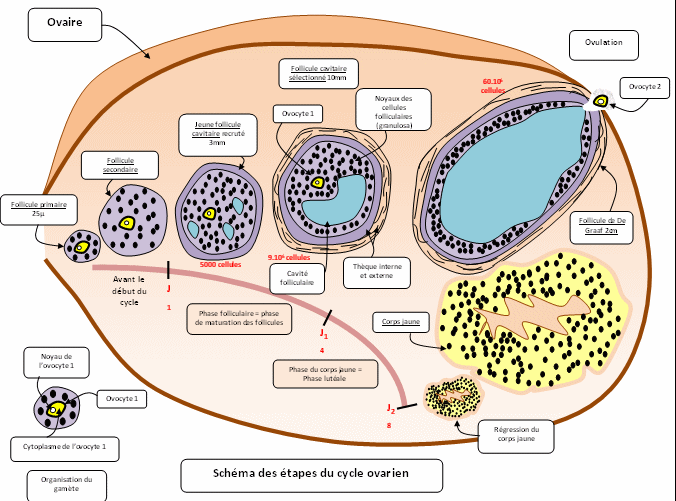 Ovaire
Ovulation
Follicule cavitaire
sélectionné 10mm
60.10⁶
cellules
Ovocyte 2
Noyaux des
cellules
folliculaires
(granulosa)
Ovocyte 1
Jeune follicule
cavitaire recruté
3mm
Follicule
secondaire
Follicule primaire
25µ
Follicule de De
Graaf 2cm
5000 cellules
9.10⁶ cellules
Cavité
folliculaire
Thèque interne
et externe
Avant le
début du
cycle
J
1
Phase folliculaire = phase
de maturation des follicules
J1
4
Corps jaune
Phase du corps jaune =
Phase lutéale
J2
8
Régression du
corps jaune
Noyau de
l'ovocyte 1
Ovocyte 1
Cytoplasme de l'ovocyte 1
Organisation du
gamète
Schéma des étapes du cycle ovarien